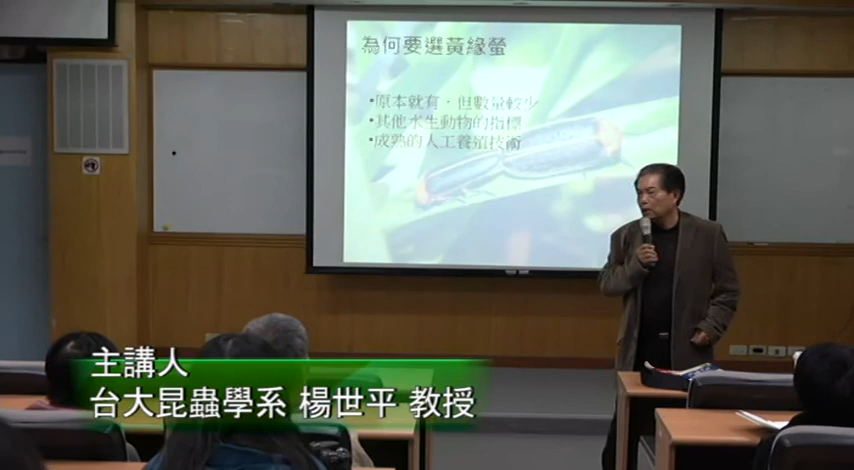 為何要選黃緣螢
•原本就有，但數量較少
•其他水生動物的指標
•成熟的人工養殖技術
主講人
台大昆蟲學系 楊世平 教授